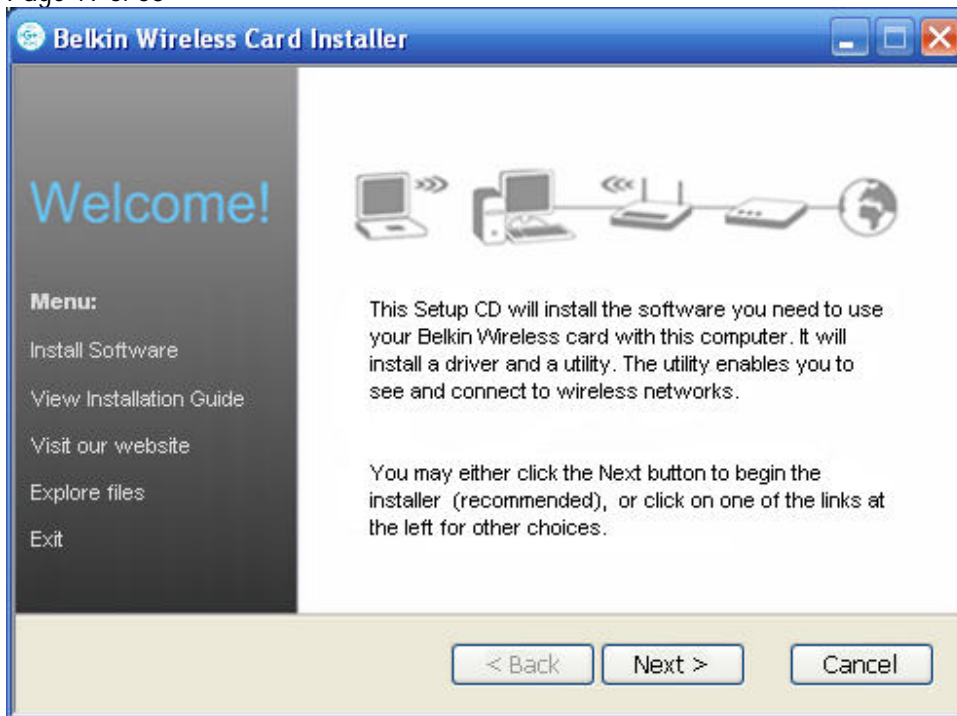 Belkin Wireless Card Installer
Welcome!
Menu:
Install Software
View Installation Guide
Visit our website
Explore files
Exit
This Setup CD will install the software you need to use
your Belkin Wireless card with this computer. It will
install a driver and a utility. The utility enables you to
see and connect to wireless networks.
You may either click the Next button to begin the
installer (recommended), or click on one of the links at
the left for other choices.
< Back
Next >
Cancel